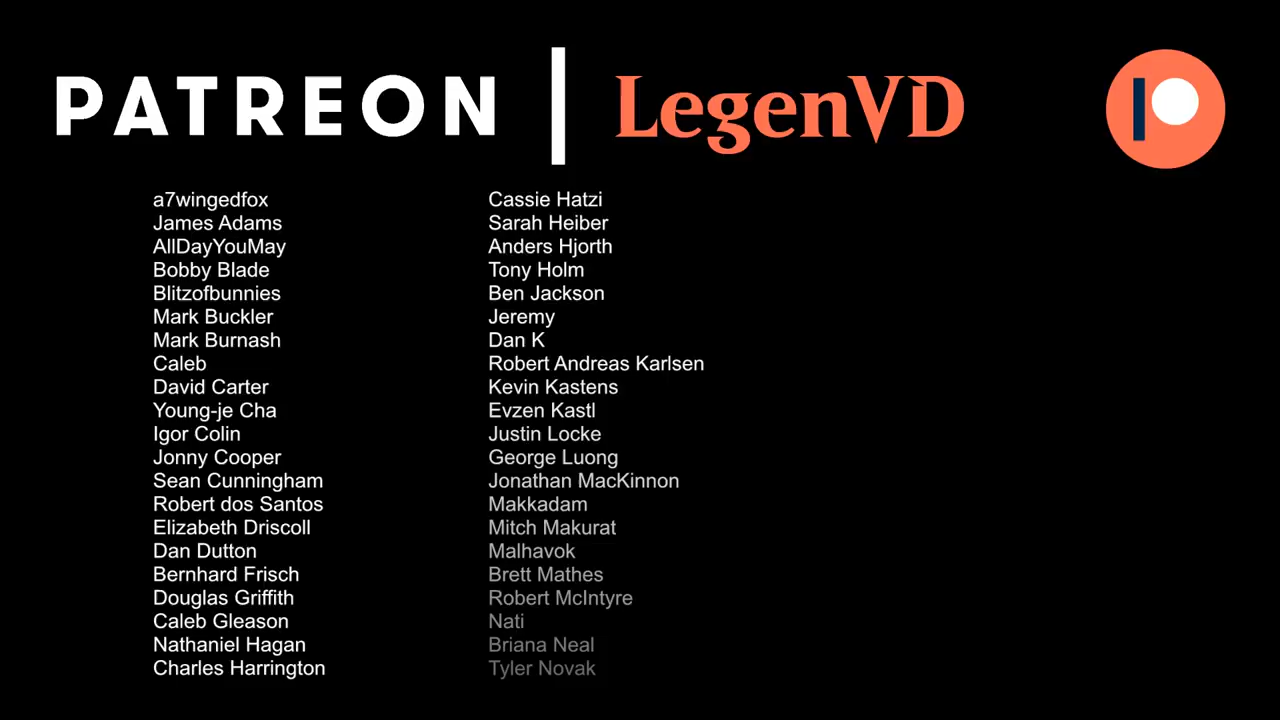 PATREON | LegenVD
a7wingedfox
James Adams
AllDayYouMay
Bobby Blade
Blitzofbunnies
Mark Buckler
Mark Burnash
Caleb
David Carter
Young-je Cha
Igor Colin
Jonny Cooper
Sean Cunningham
Robert dos Santos
Elizabeth Driscoll
Dan Dutton
Bernhard Frisch
Douglas Griffith
Caleb Gleason
Nathaniel Hagan
Charles Harrington
Cassie Hatzi
Sarah Heiber
Anders Hjorth
Tony Holm
Ben Jackson
Jeremy
Dan K
Robert Andreas Karlsen
Kevin Kastens
Evzen Kastl
Justin Locke
George Luong
Jonathan MacKinnon
Makkadam
Mitch Makurat
Malhavok
Brett Mathes
Robert McIntyre
Nati
Briana Neal
Tyler Novak